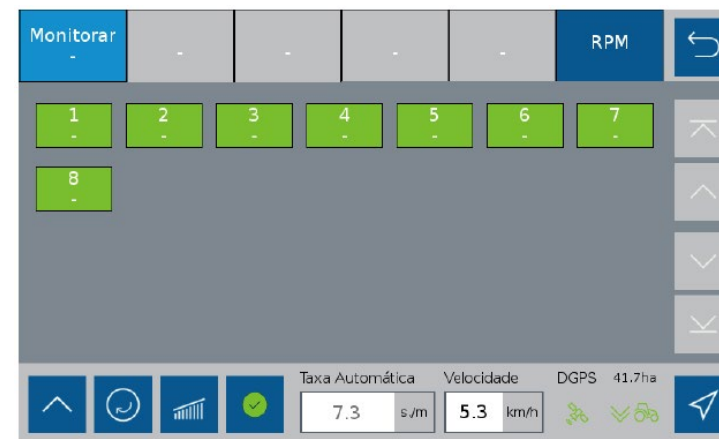 Monitorar
-
-
-
-
-
RPM
1
-
2
-
3
-
4
-
5
-
6
-
7
-
8
-
Taxa Automática
Velocidade
DGPS
41.7ha
7.3
s/m
5.3
km/h